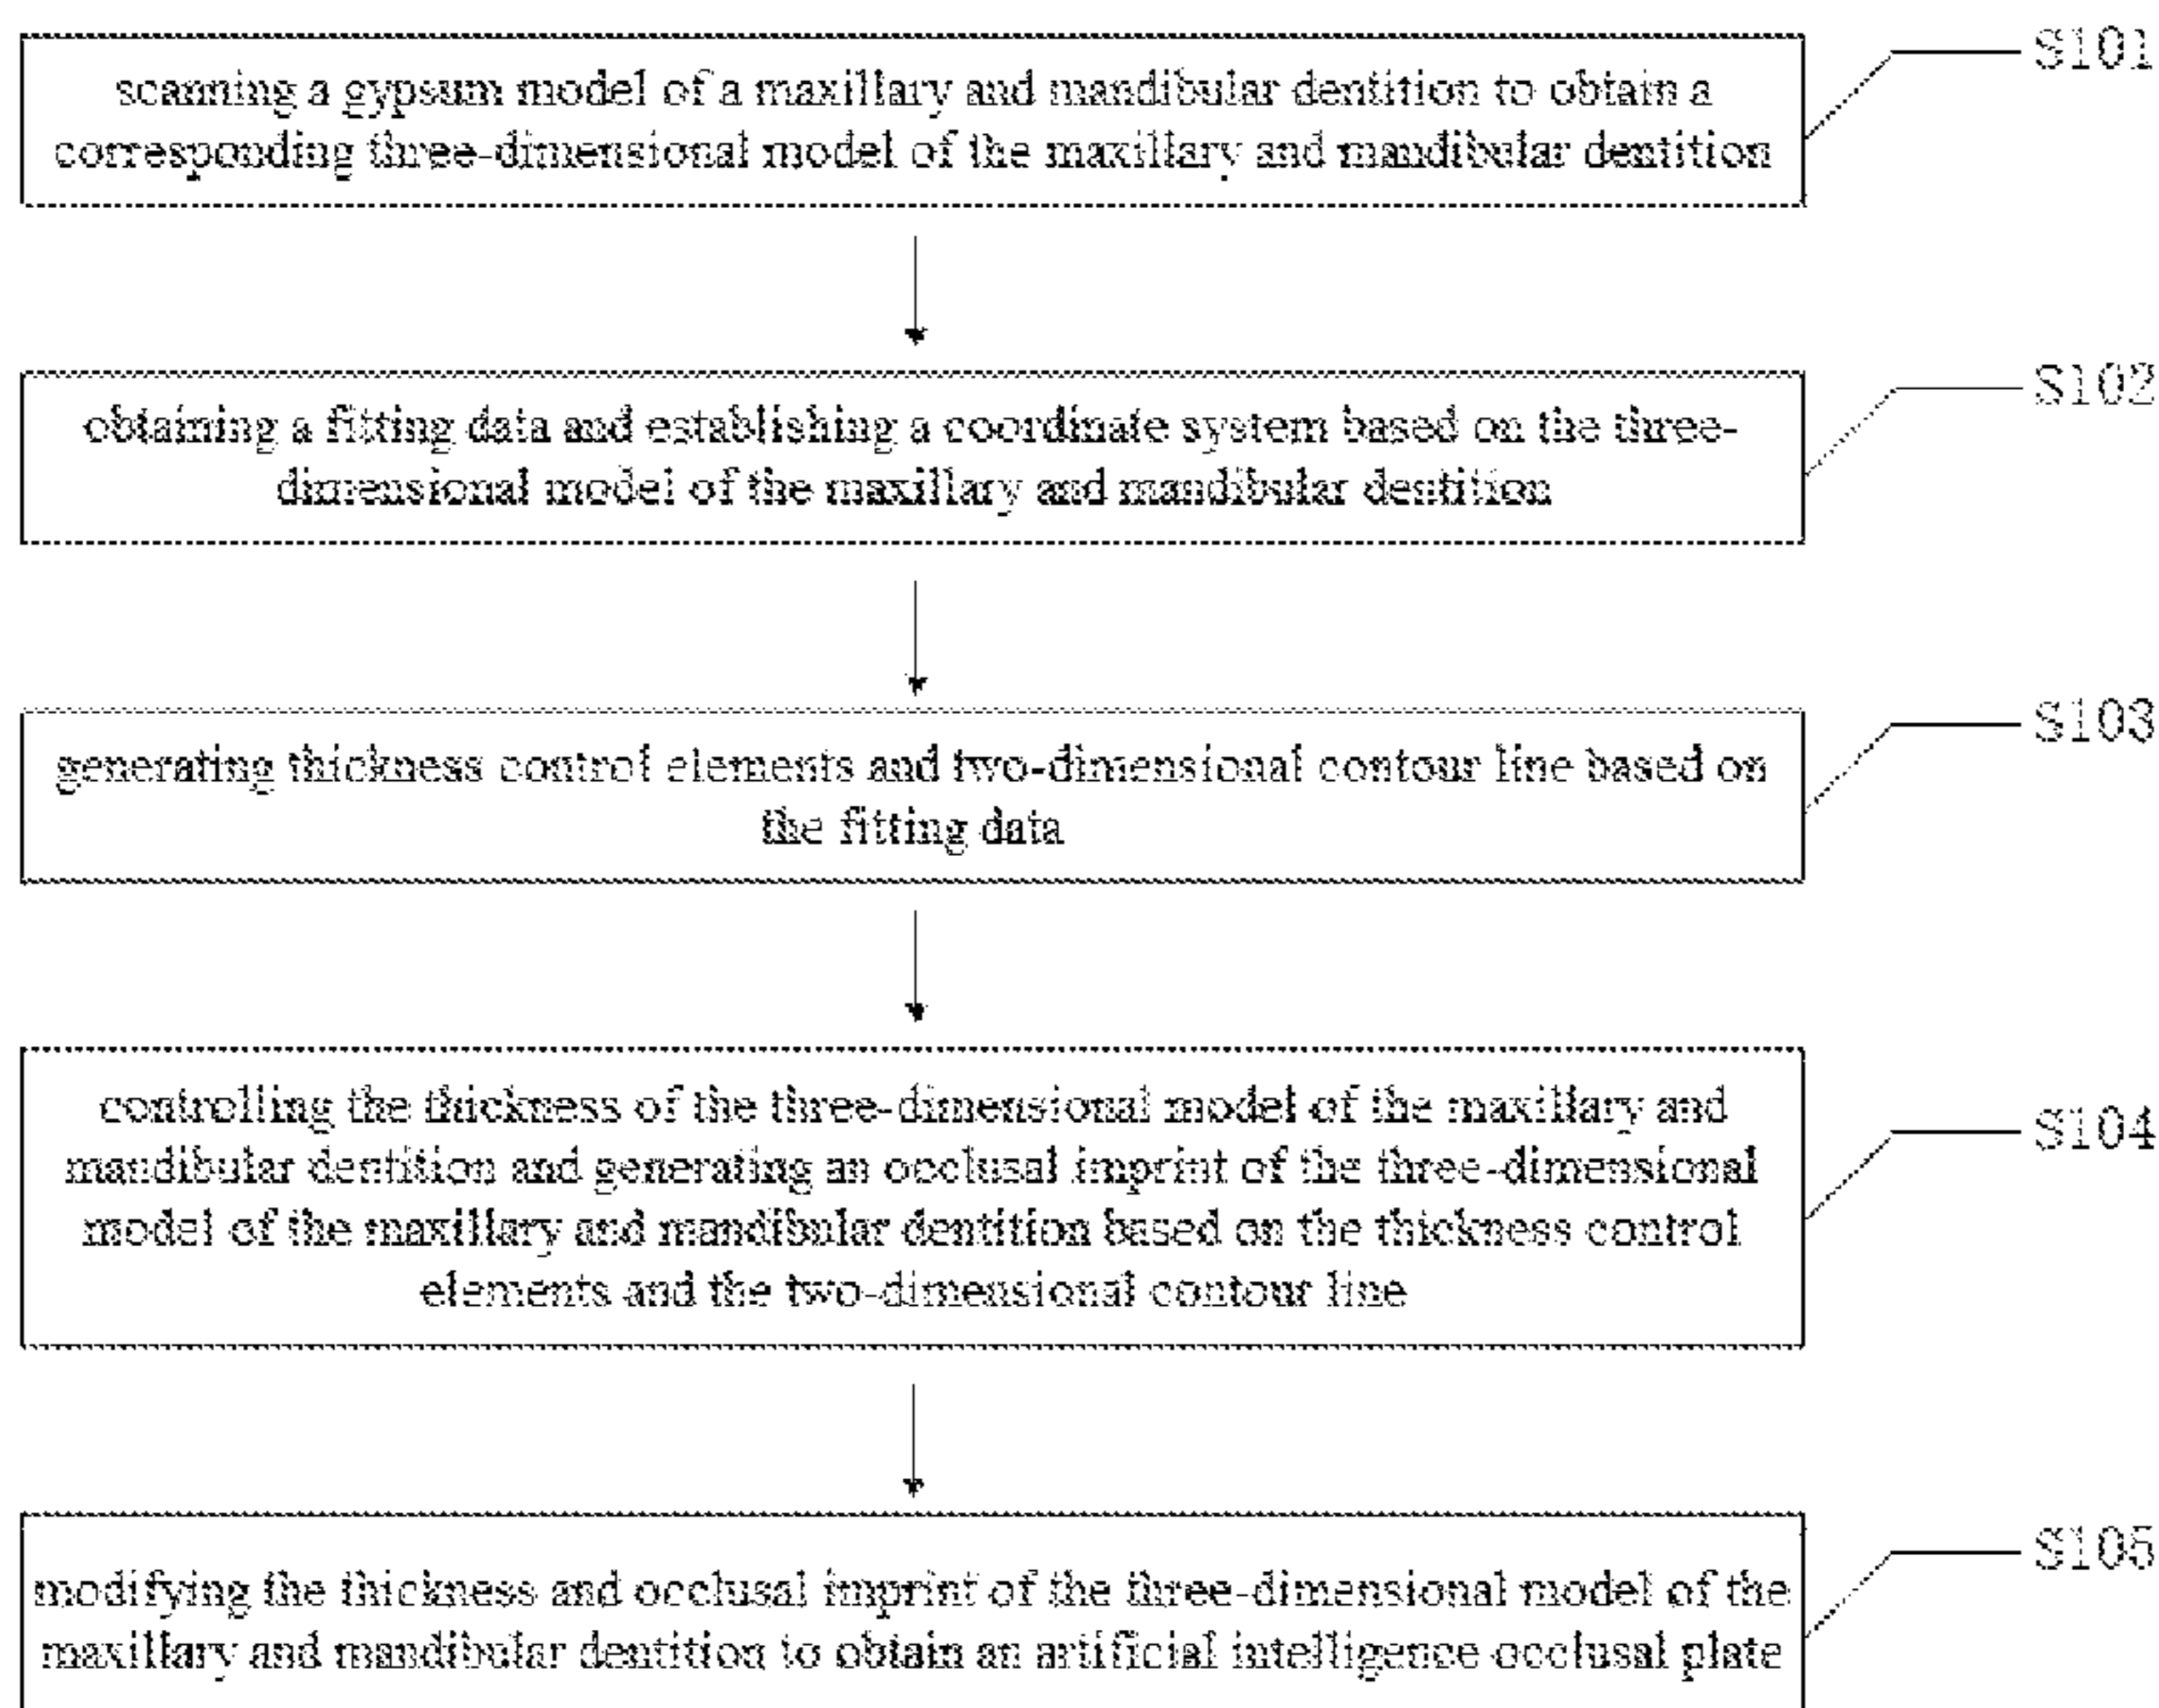 S101
scanning a gypsum model of a maxillary and mandibular dentition to obtain a
corresponding three-dimensional model of the maxillary and mandibular dentition
S102
obtaining a fitting data and establishing a coordinate system based on the three-
dimensional model of the maxillary and mandibular dentition
S103
generating thickness control elements and two-dimensional contour line based on
the fitting data
S104
controlling the thickness of the three-dimensional model of the maxillary and
mandibular dentition and generating an occlusal imprint of the three-dimensional
model of the maxillary and mandibular dentition based on the thickness control
elements and the two-dimensional contour line
S105
modifying the thickness and occlusal imprint of the three-dimensional model of the
maxillary and mandibular dentition to obtain an artificial intelligence occlusal plate